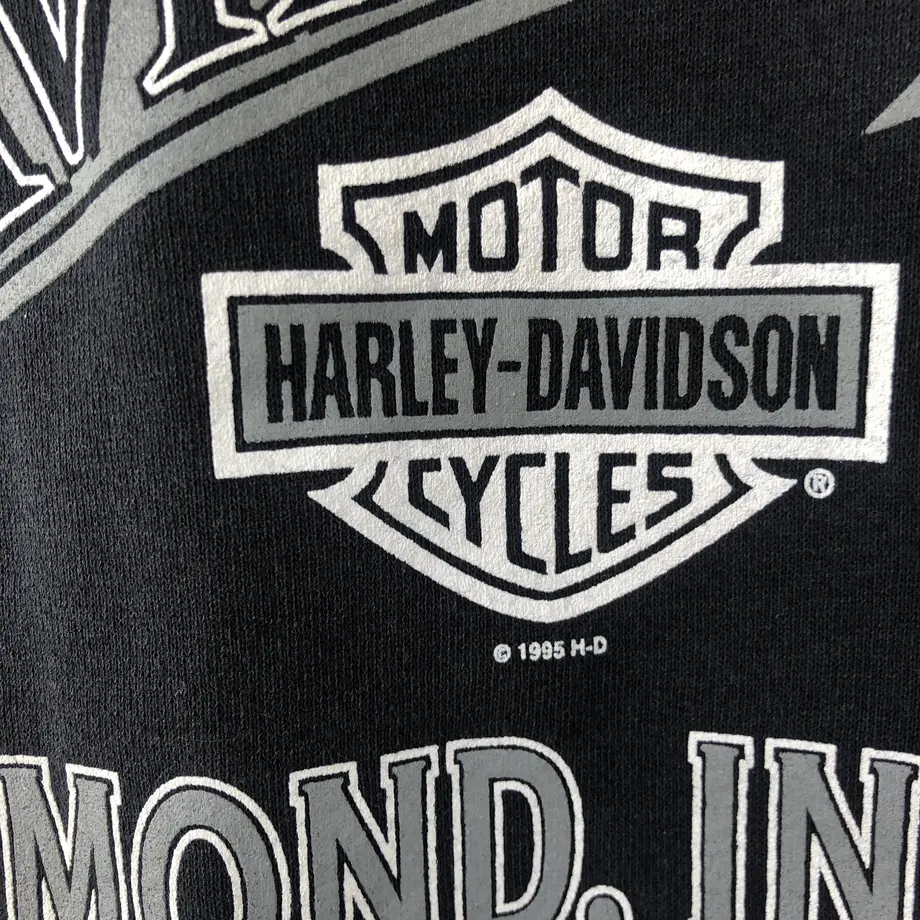 MOTOR
HARLEY-DAVIDSON
CYCLES
®
© 1995 H-D
MOND, IN